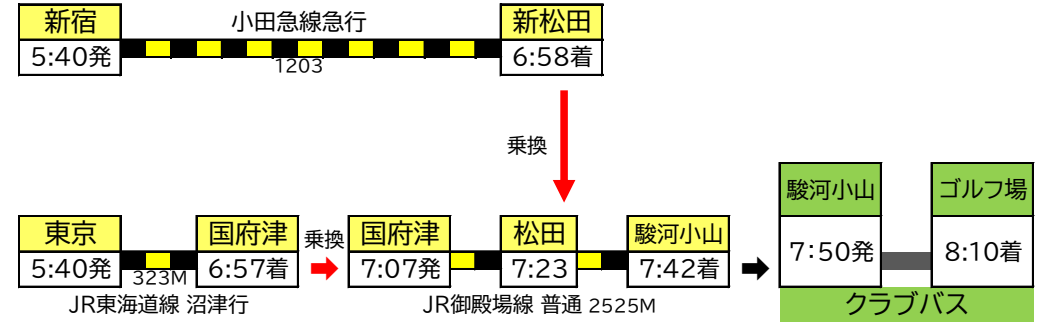 新宿 小田急線急行 新松田
5:40発 6:58着
1203
乗換
東京 国府津 乗換 国府津 松田 駿河小山
5:40発 323M 6:57着 7:07発 7:23 7:42着
JR東海道線 沼津行 JR御殿場線 普通 2525M
駿河小山 ゴルフ場
7:50発 8:10着
クラブバス